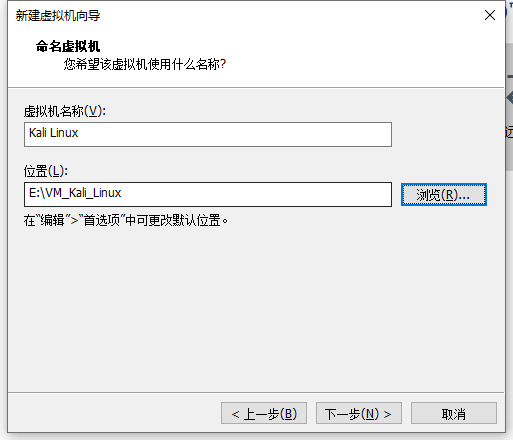 新建虚拟机向导
命名虚拟机
您希望该虚拟机使用什么名称?
虚拟机名称(V):
Kali Linux
位置(L):
E:\VM_Kali_Linux
浏览(R)...
在“编辑”>“首选项”中可更改默认位置。
< 上一步(B)
下一步(N) >
取消